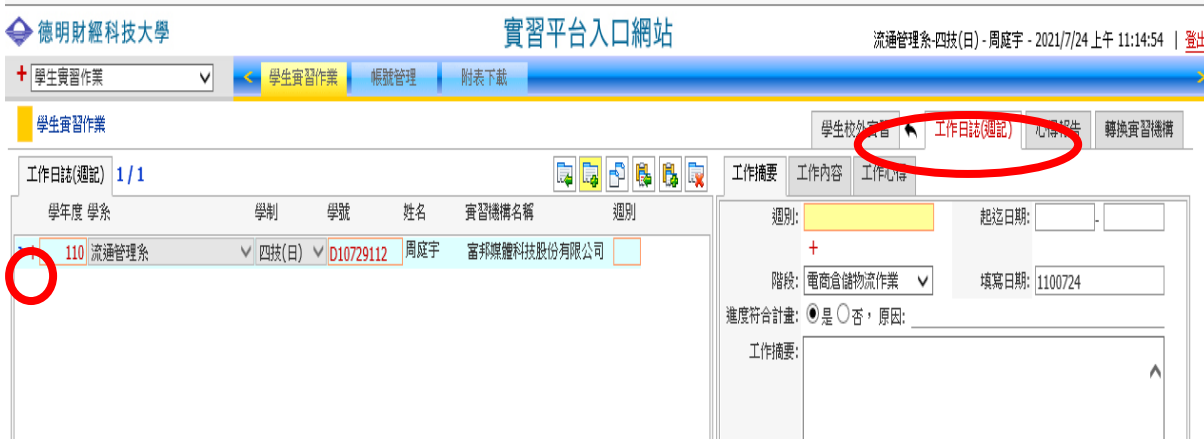 德明財經科技大學 實習平台入口網站 流通管理系-四技(日) - 周庭宇 - 2021/7/24 上午 11:14:54 | 登出
+ 學生實習作業 < 學生實習作業 帳號管理 附表下載 >
學生實習作業 學生校外實習 工作日誌(週記) 心得報告 轉換實習機構
工作日誌(週記) 1 / 1 工作摘要 工作內容 工作心得
學年度 學系 學制 學號 姓名 實習機構名稱 週別 週別: 起迄日期: -
110 流通管理系 四技(日) D10729112 周庭宇 富邦媒體科技股份有限公司 +
階段: 電商倉儲物流作業 填寫日期: 1100724
進度符合計畫: 是 否, 原因:
工作摘要: